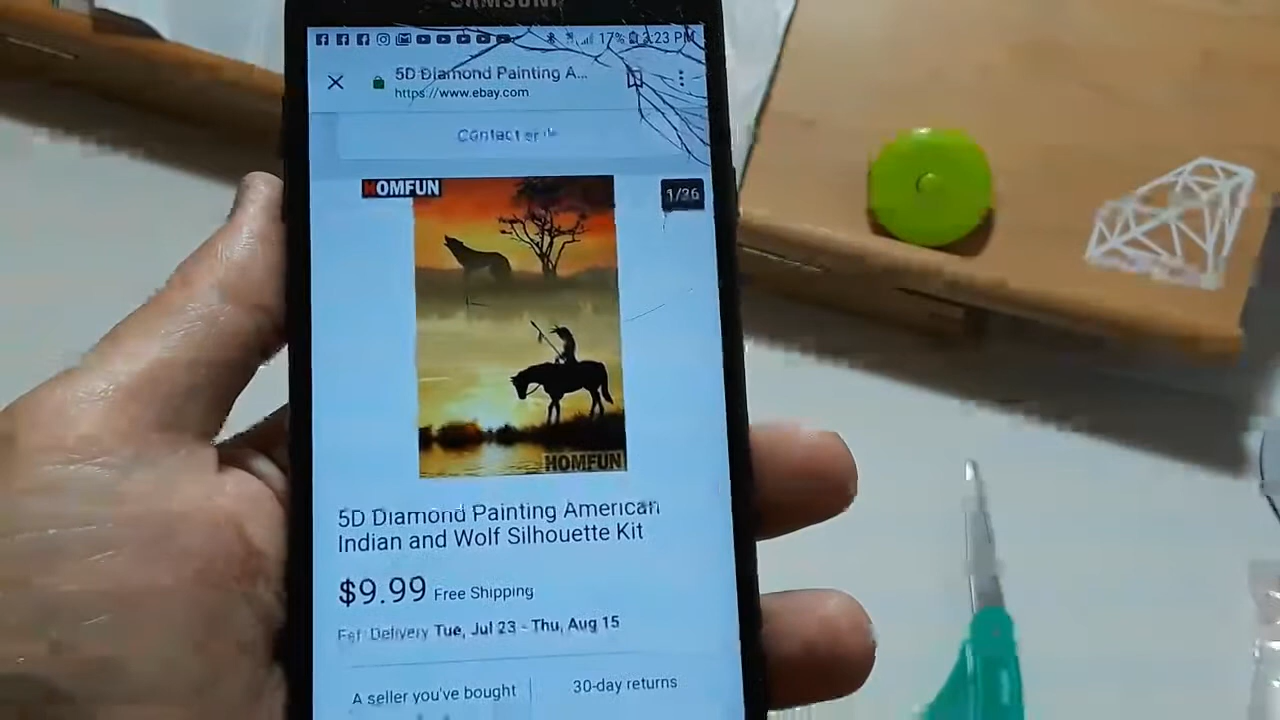 SAMSUNG
17% 3:23 PM
5D Diamond Painting A...
https://www.ebay.com
Contact
HOMFUN
1/26
HOMFUN
5D Diamond Painting American
Indian and Wolf Silhouette Kit
$9.99 Free Shipping
Est. Delivery Tue, Jul 23 - Thu, Aug 15
A seller you've bought
30-day returns